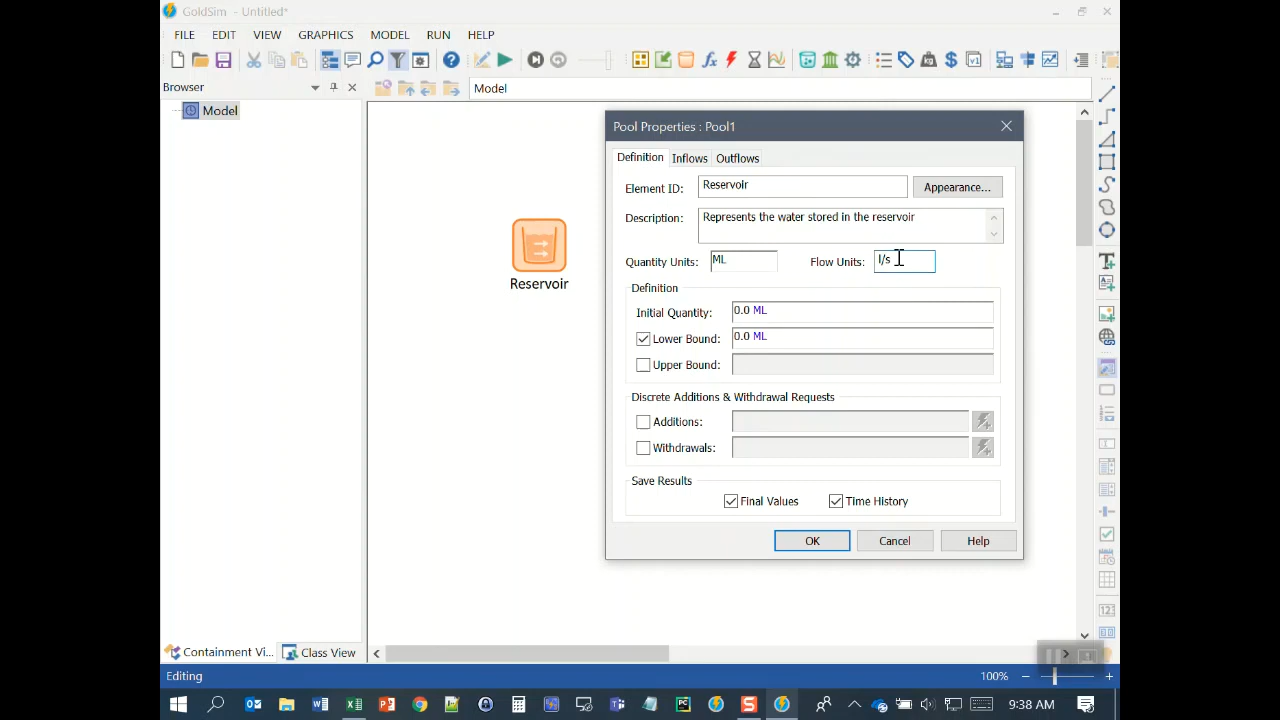 GoldSim - Untitled*
FILE EDIT VIEW GRAPHICS MODEL RUN HELP
Browser
Model
Model
Reservoir
Pool Properties : Pool1
Definition Inflows Outflows
Element ID: Reservoir Appearance...
Description: Represents the water stored in the reservoir
Quantity Units: ML Flow Units: l/s
Definition
Initial Quantity: 0.0 ML
Lower Bound: 0.0 ML
Upper Bound:
Discrete Additions & Withdrawal Requests
Additions:
Withdrawals:
Save Results
Final Values Time History
OK Cancel Help
Containment Vi... Class View
Editing 100%
9:38 AM